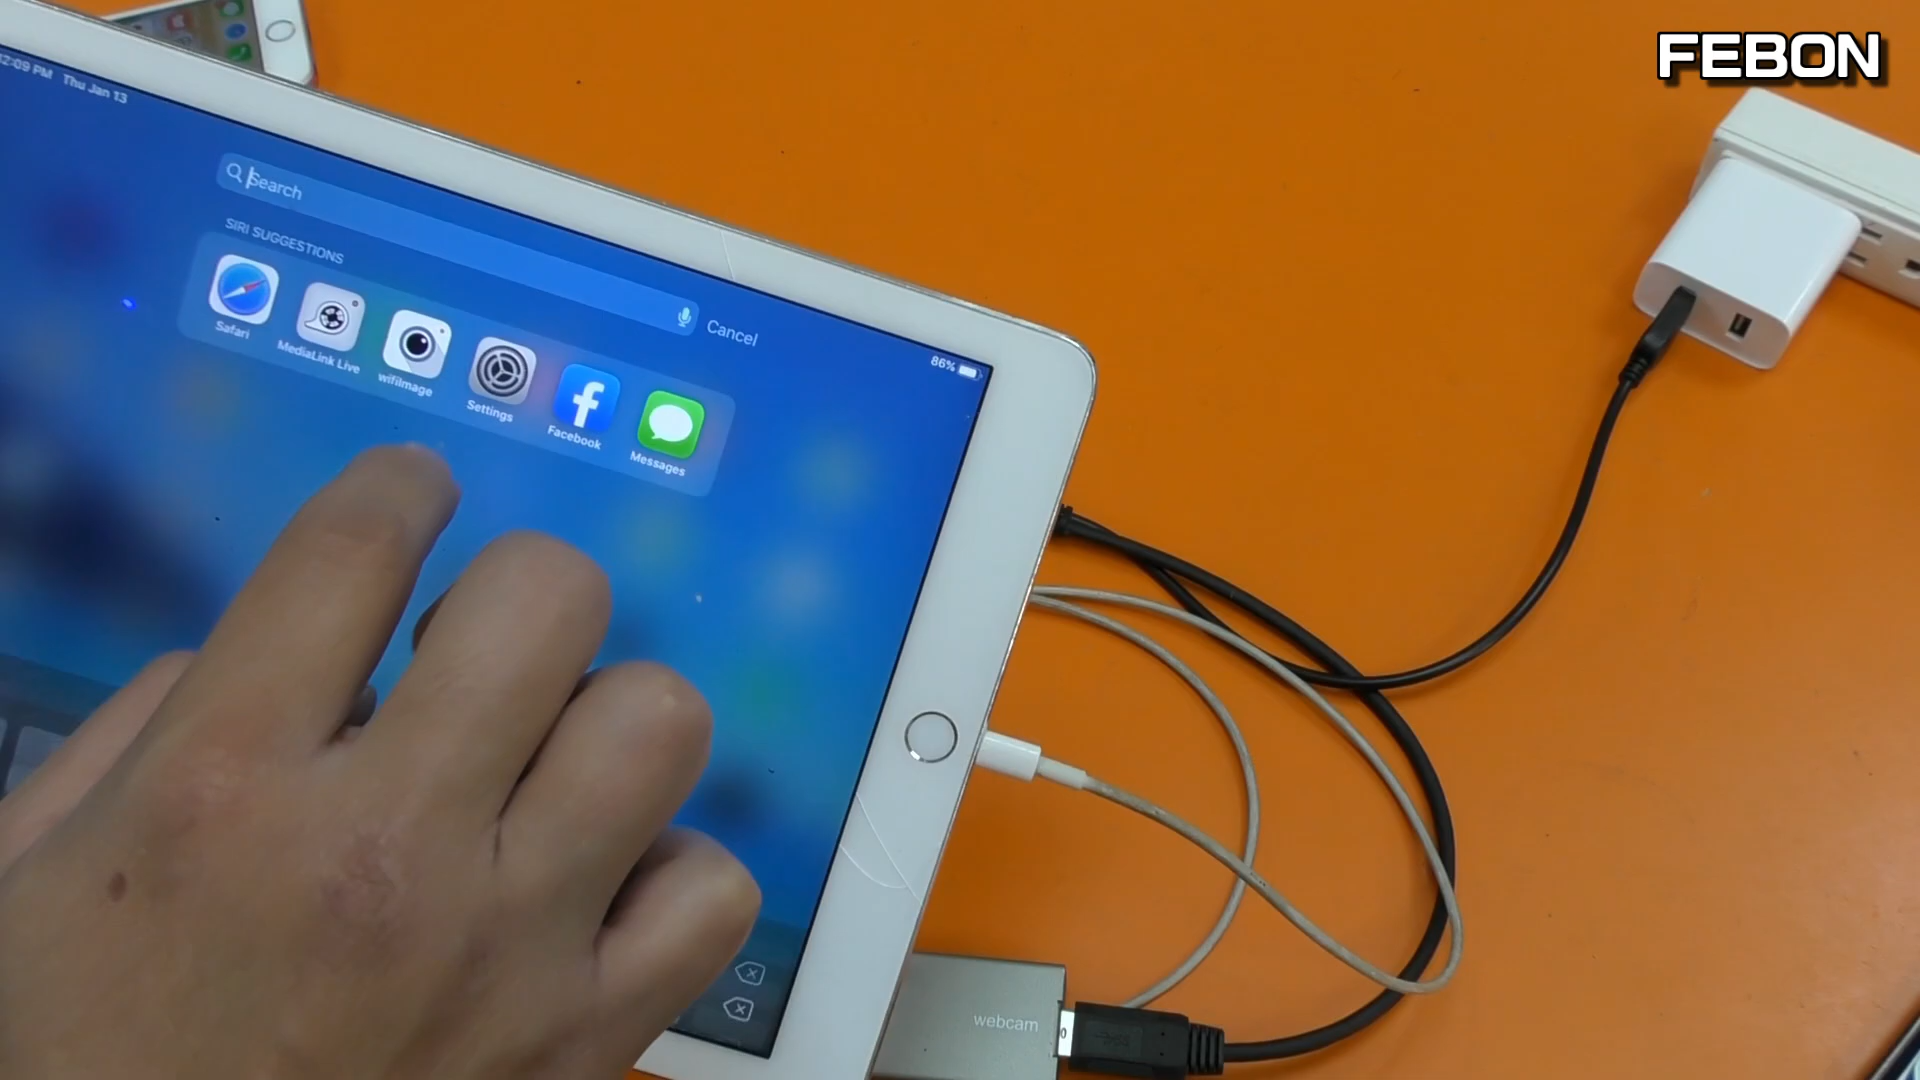 FEBON
12:09 PM Thu Jan 13
Search
Cancel
86%
SIRI SUGGESTIONS
Safari
MediaLink Live
wifiImage
Settings
Facebook
Messages
webcam